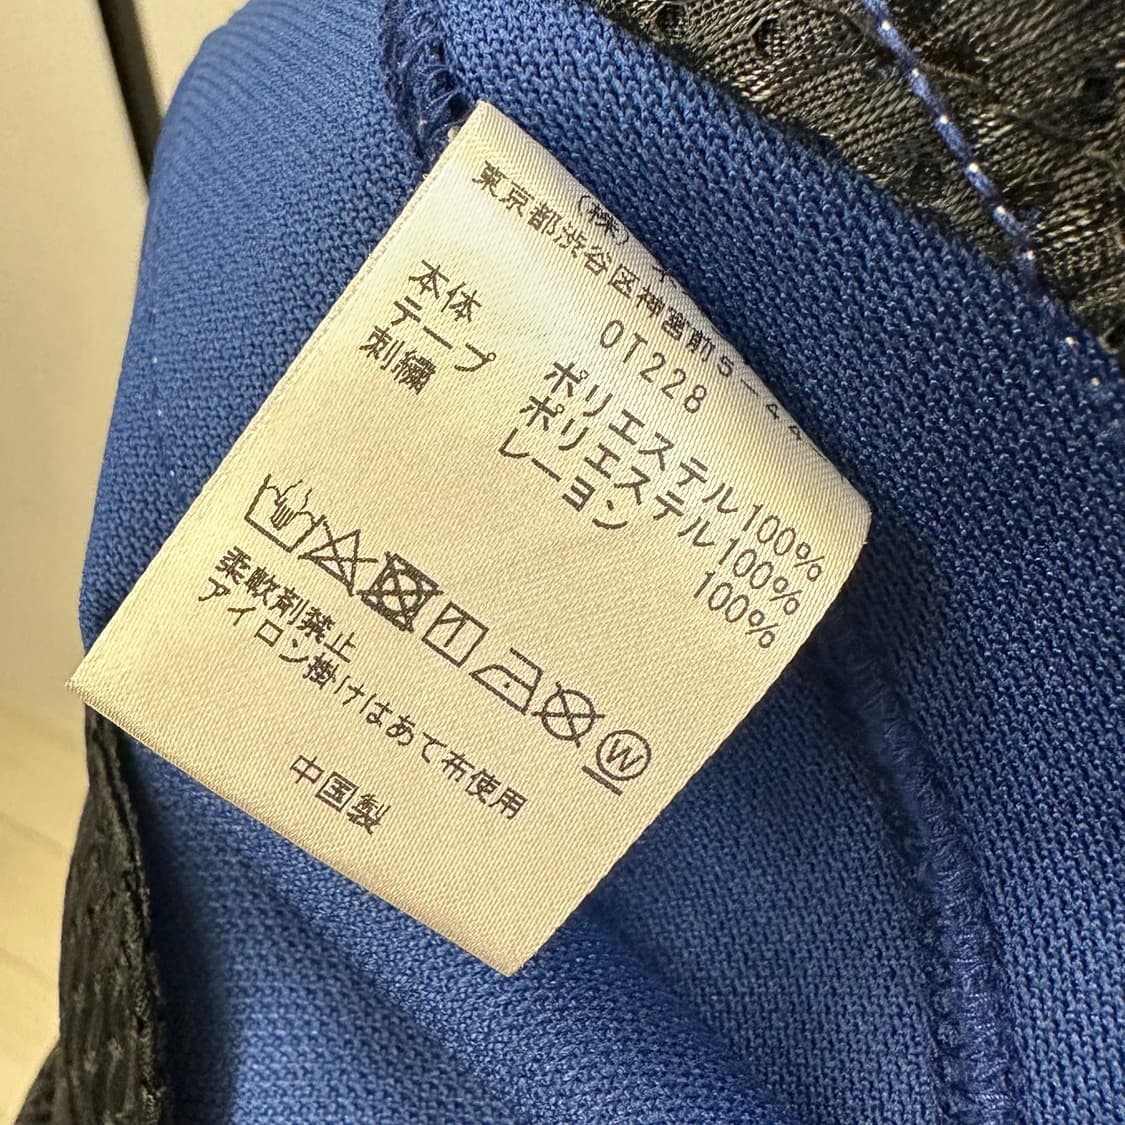 (株)
東京都渋谷区神宮前5-44
OT228
本体 ポリエステル100%
テープ ポリエステル100%
刺繍 レーヨン 100%
W
柔軟剤禁止
アイロン掛けはあて布使用
中国製